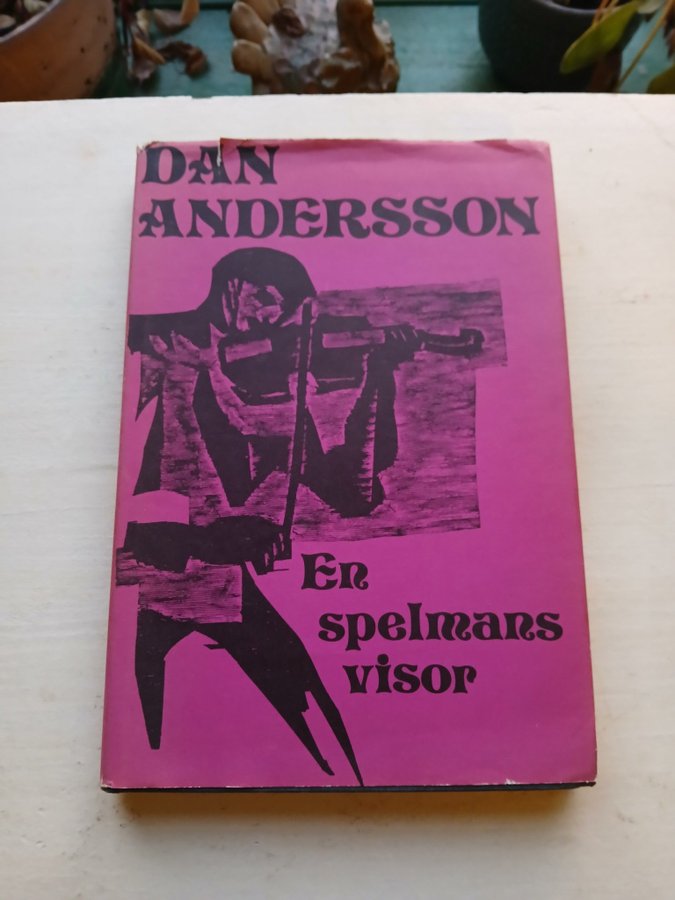 DAN
ANDERSSON
En
spelmans
visor